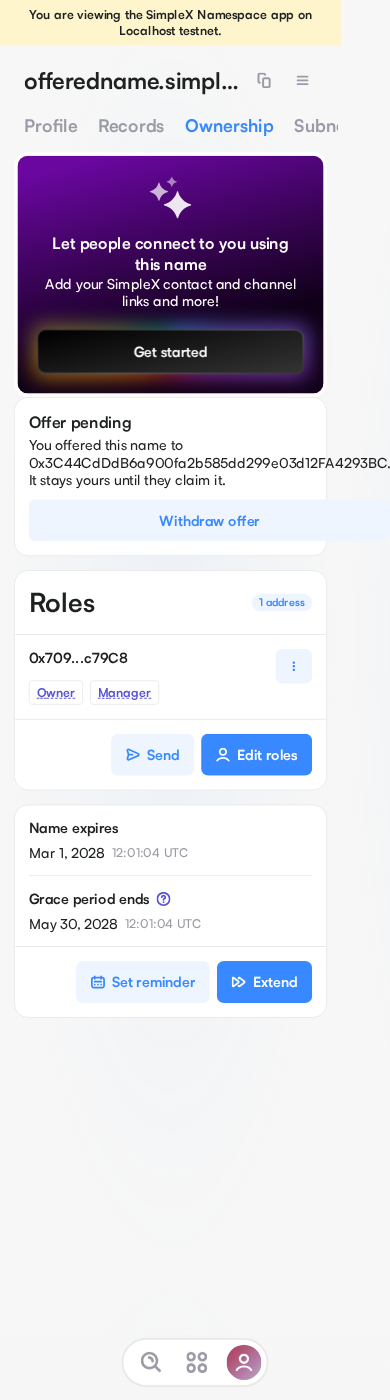 You are viewing the SimpleX Namespace app on
Localhost testnet.
offeredname.simpl...
Profile Records Ownership Subn
Let people connect to you using
this name
Add your SimpleX contact and channel
links and more!
Get started
Offer pending
You offered this name to
0x3C44CdDdB6a900fa2b585dd299e03d12FA4293BC.
It stays yours until they claim it.
Withdraw offer
Roles
1 address
0x709...c79C8
Owner Manager
Send Edit roles
Name expires
Mar 1, 2028 12:01:04 UTC
Grace period ends
May 30, 2028 12:01:04 UTC
Set reminder Extend